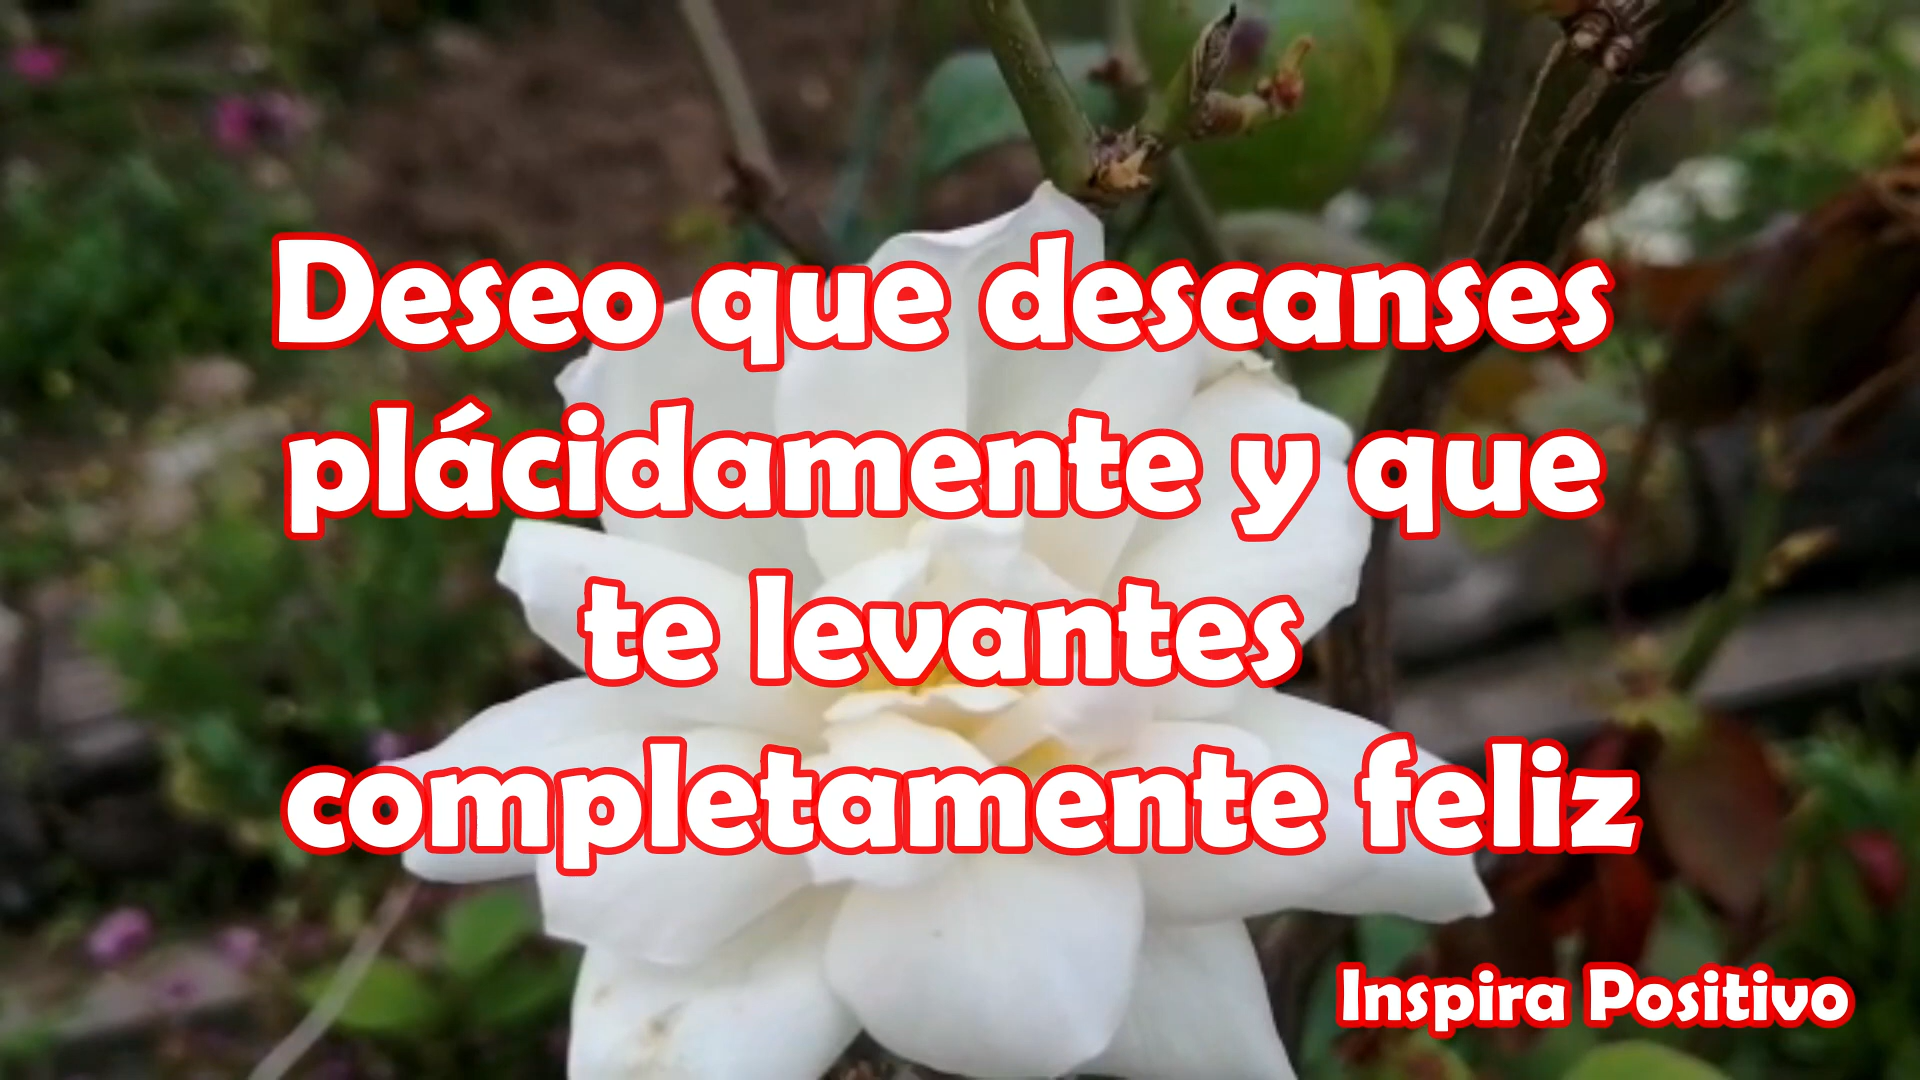 Deseo que descanses
plácidamente y que
te levantes
completamente feliz
Inspira Positivo